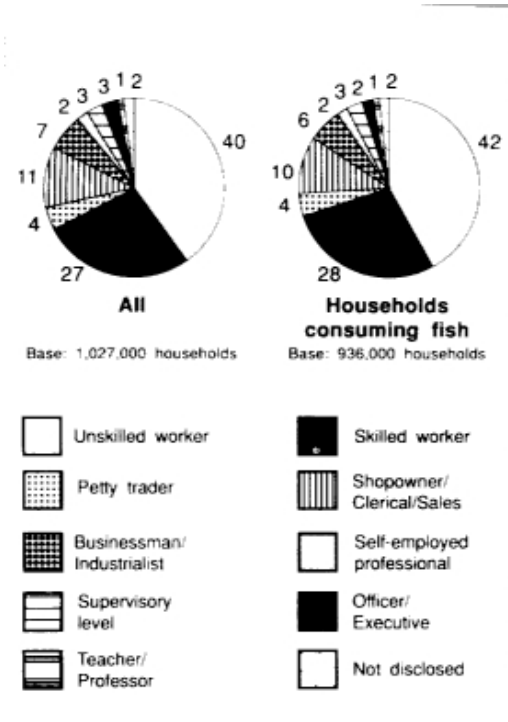 2 3 3 1 2
7
40
11
4
27
All
Base: 1,027,000 households
2 3 2 1 2
6
42
10
4
28
Households
consuming fish
Base: 936,000 households
Unskilled worker
Skilled worker
Petty trader
Shopowner/
Clerical/Sales
Businessman/
Industrialist
Self-employed
professional
Supervisory
level
Officer/
Executive
Teacher/
Professor
Not disclosed